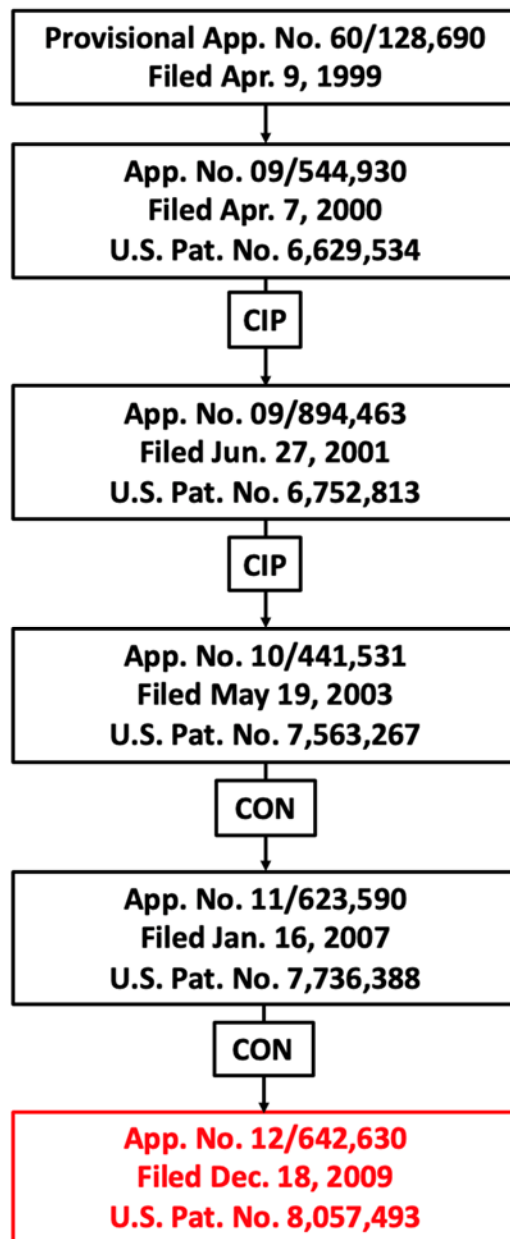 Provisional App. No. 60/128,690
Filed Apr. 9, 1999
App. No. 09/544,930
Filed Apr. 7, 2000
U.S. Pat. No. 6,629,534
CIP
App. No. 09/894,463
Filed Jun. 27, 2001
U.S. Pat. No. 6,752,813
CIP
App. No. 10/441,531
Filed May 19, 2003
U.S. Pat. No. 7,563,267
CON
App. No. 11/623,590
Filed Jan. 16, 2007
U.S. Pat. No. 7,736,388
CON
App. No. 12/642,630
Filed Dec. 18, 2009
U.S. Pat. No. 8,057,493